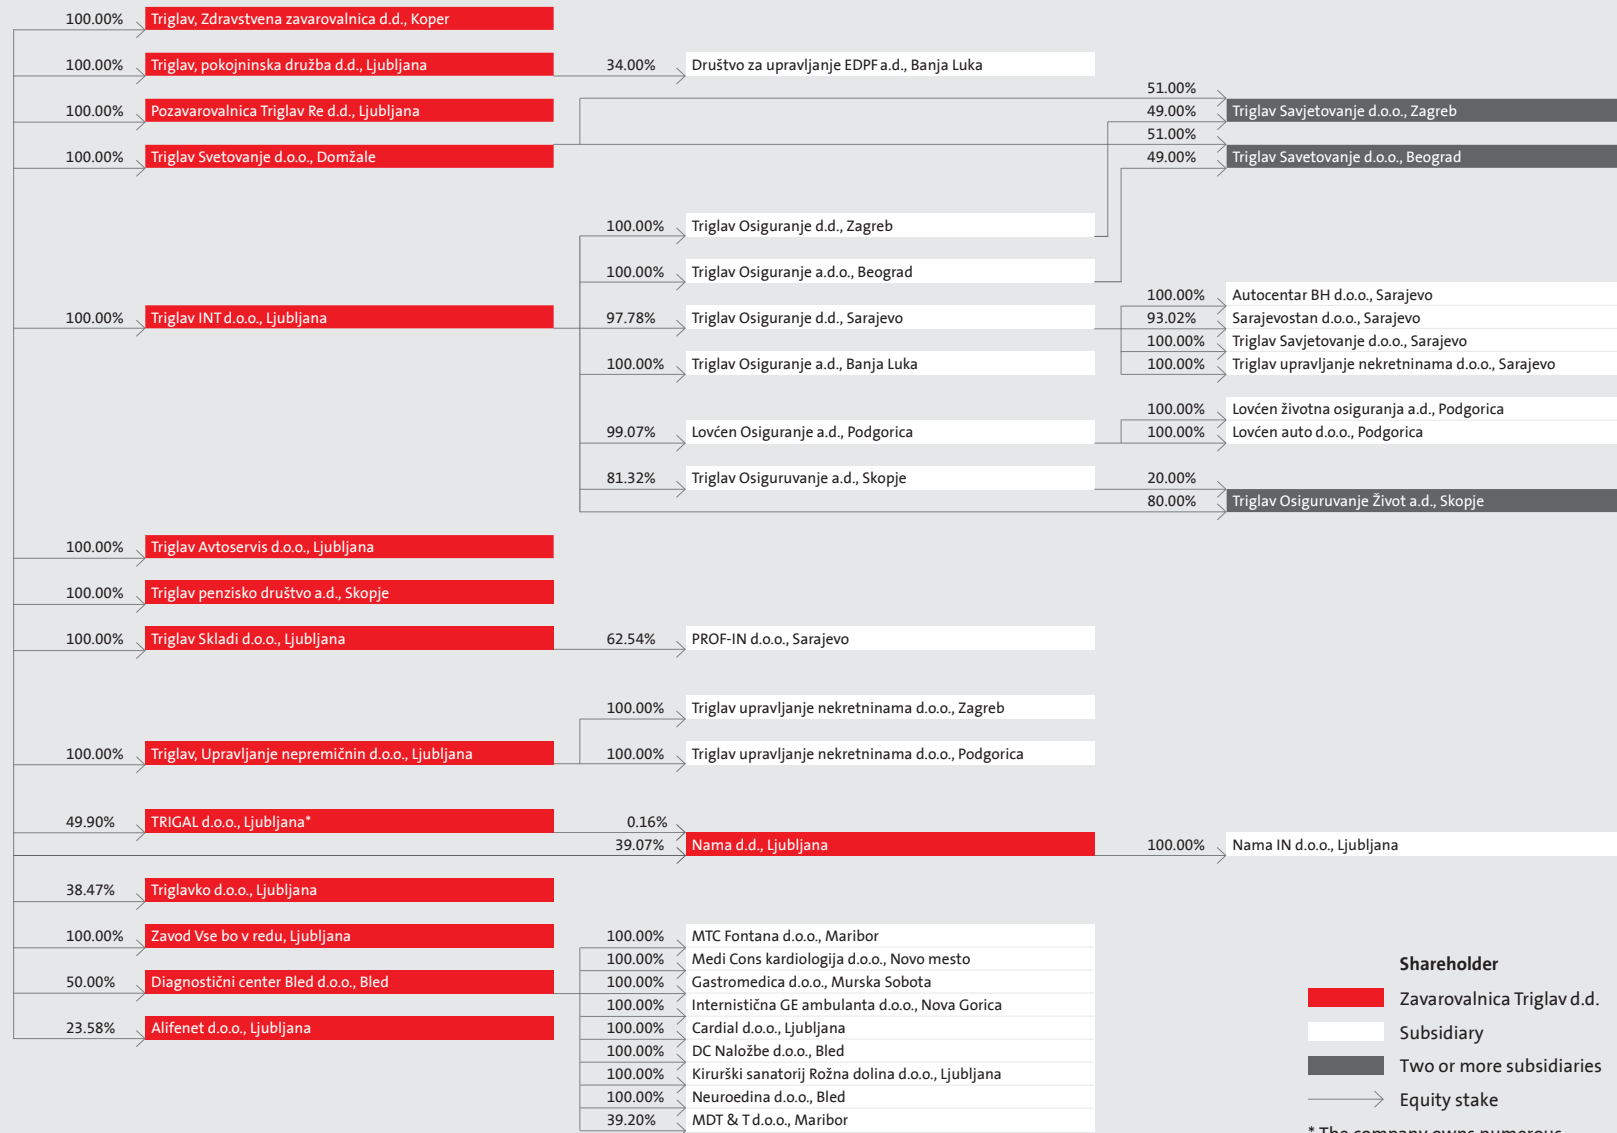 100.00% Triglav, Zdravstvena zavarovalnica d.d., Koper
100.00% Triglav, pokojninska družba d.d., Ljubljana 34.00% Društvo za upravljanje EDPF a.d., Banja Luka
51.00%
100.00% Pozavarovalnica Triglav Re d.d., Ljubljana 49.00% Triglav Savjetovanje d.o.o., Zagreb
51.00%
100.00% Triglav Svetovanje d.o.o., Domžale 49.00% Triglav Savetovanje d.o.o., Beograd
100.00% Triglav Osiguranje d.d., Zagreb
100.00% Triglav Osiguranje a.d.o., Beograd
100.00% Autocentar BH d.o.o., Sarajevo
100.00% Triglav INT d.o.o., Ljubljana 97.78% Triglav Osiguranje d.d., Sarajevo 93.02% Sarajevostan d.o.o., Sarajevo
100.00% Triglav Savjetovanje d.o.o., Sarajevo
100.00% Triglav Osiguranje a.d., Banja Luka 100.00% Triglav upravljanje nekretninama d.o.o., Sarajevo
100.00% Lovćen životna osiguranja a.d., Podgorica
99.07% Lovćen Osiguranje a.d., Podgorica 100.00% Lovćen auto d.o.o., Podgorica
81.32% Triglav Osiguruvanje a.d., Skopje 20.00%
80.00% Triglav Osiguruvanje Život a.d., Skopje
100.00% Triglav Avtoservis d.o.o., Ljubljana
100.00% Triglav penzisko društvo a.d., Skopje
100.00% Triglav Skladi d.o.o., Ljubljana 62.54% PROF-IN d.o.o., Sarajevo
100.00% Triglav upravljanje nekretninama d.o.o., Zagreb
100.00% Triglav, Upravljanje nepremičnin d.o.o., Ljubljana 100.00% Triglav upravljanje nekretninama d.o.o., Podgorica
49.90% TRIGAL d.o.o., Ljubljana* 0.16%
39.07% Nama d.d., Ljubljana 100.00% Nama IN d.o.o., Ljubljana
38.47% Triglavko d.o.o., Ljubljana
100.00% Zavod Vse bo v redu, Ljubljana 100.00% MTC Fontana d.o.o., Maribor
100.00% Medi Cons kardiologija d.o.o., Novo mesto
50.00% Diagnostični center Bled d.o.o., Bled 100.00% Gastromedica d.o.o., Murska Sobota
100.00% Internistična GE ambulanta d.o.o., Nova Gorica
23.58% Alifenet d.o.o., Ljubljana 100.00% Cardial d.o.o., Ljubljana
100.00% DC Naložbe d.o.o., Bled
100.00% Kirurški sanatorij Rožna dolina d.o.o., Ljubljana
100.00% Neuroedina d.o.o., Bled
39.20% MDT & T d.o.o., Maribor
Shareholder
Zavarovalnica Triglav d.d.
Subsidiary
Two or more subsidiaries
Equity stake
* The company owns numerous